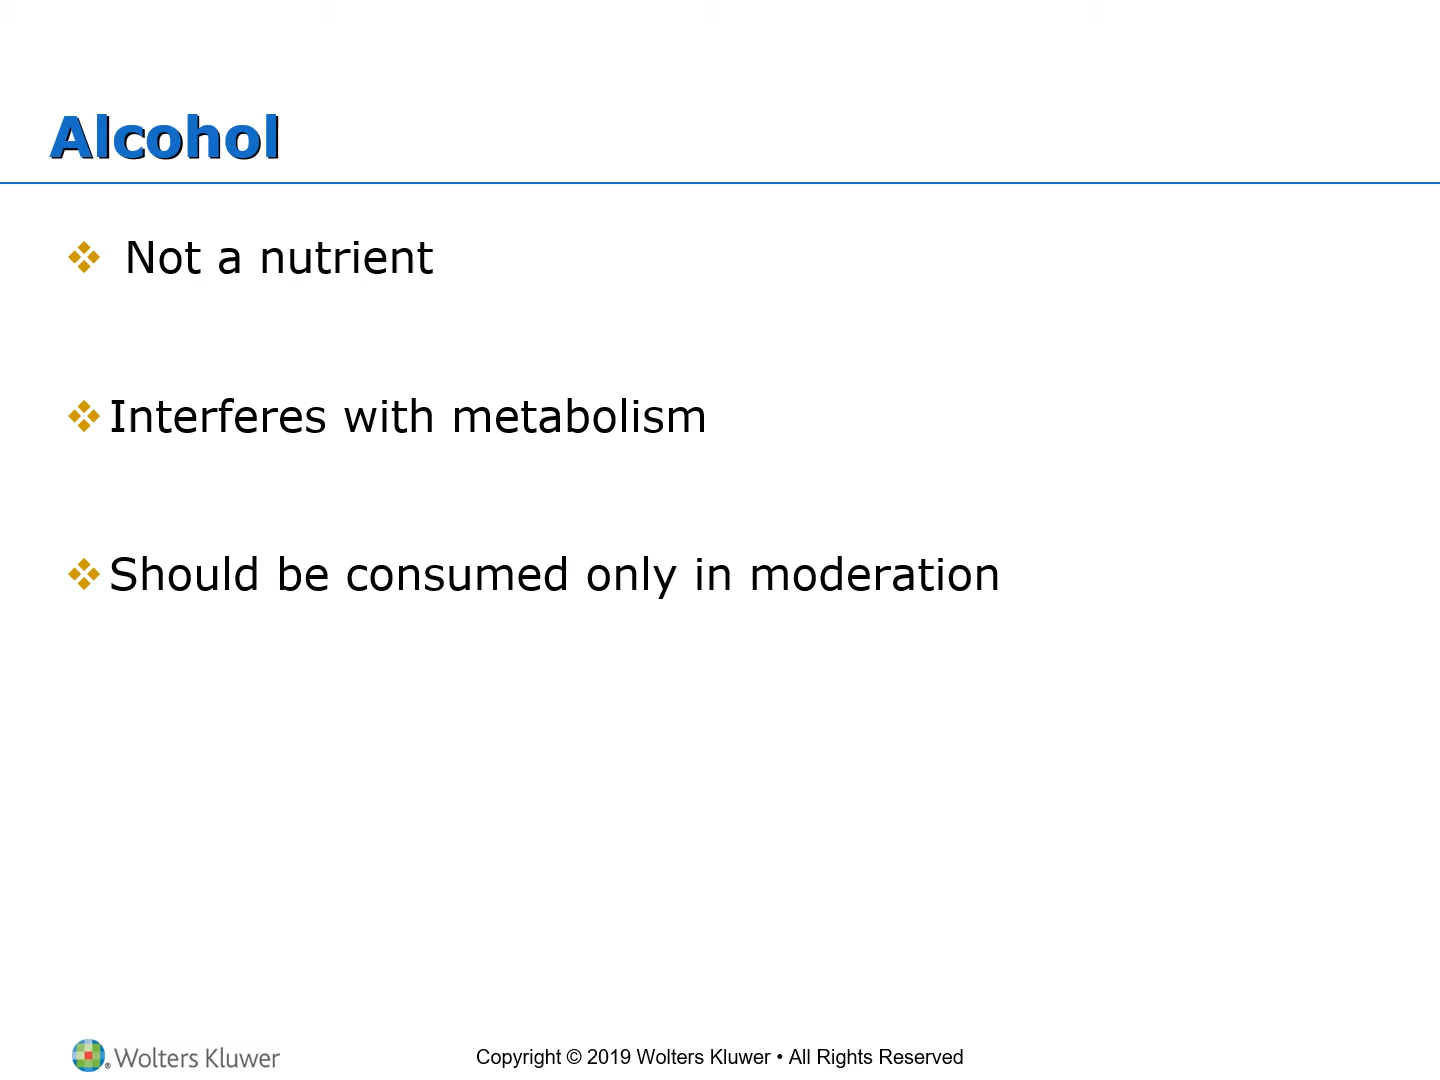 Alcohol
❖ Not a nutrient
❖ Interferes with metabolism
❖ Should be consumed only in moderation
Wolters Kluwer
Copyright © 2019 Wolters Kluwer • All Rights Reserved